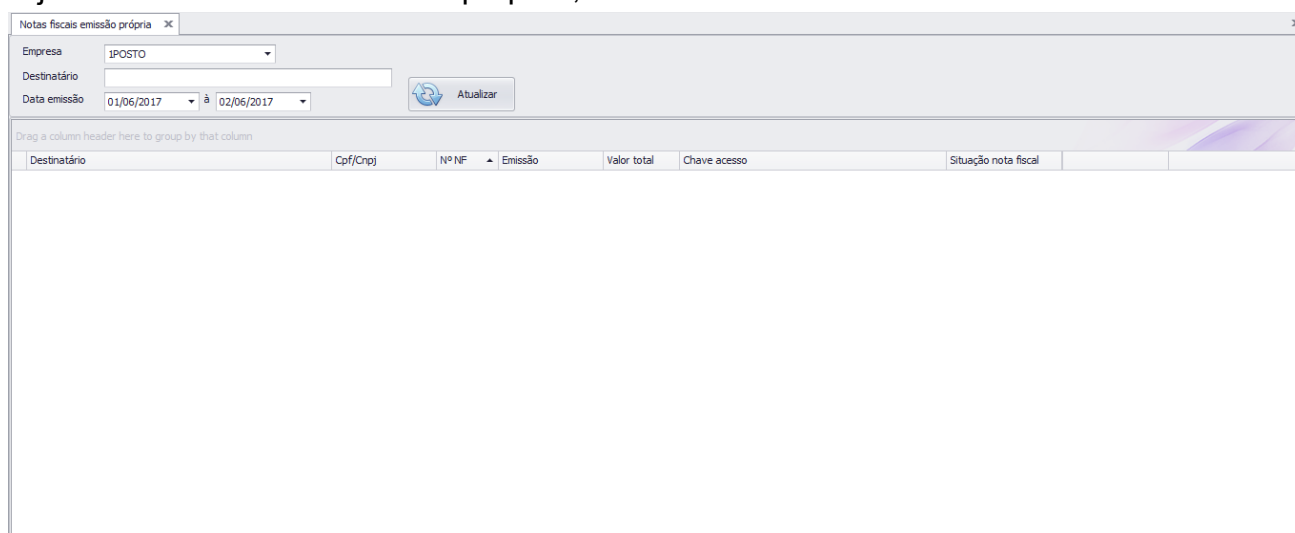 Notas fiscais emissão própria
Empresa 1POSTO
Destinatário
Data emissão 01/06/2017 à 02/06/2017 Atualizar
Drag a column header here to group by that column
Destinatário Cpf/Cnpj Nº NF Emissão Valor total Chave acesso Situação nota fiscal